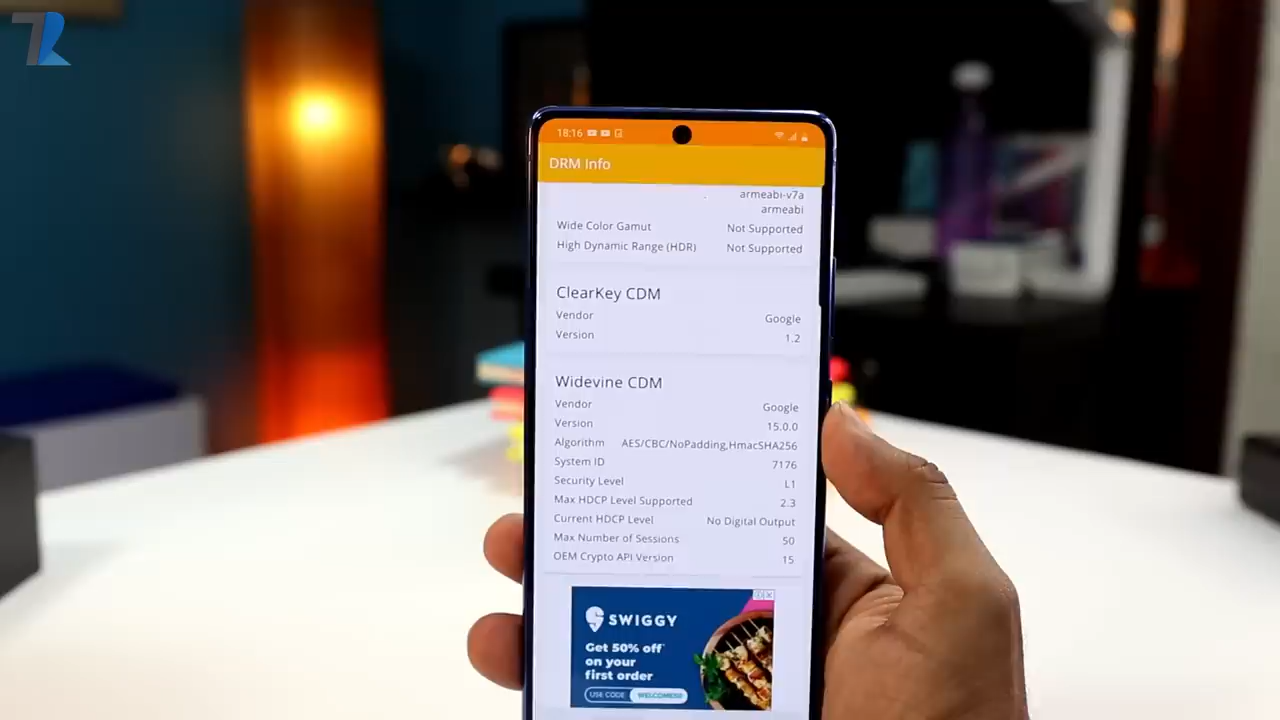 18:16
DRM Info
armeabi-v7a
armeabi
Wide Color Gamut Not Supported
High Dynamic Range (HDR) Not Supported
ClearKey CDM
Vendor Google
Version 1.2
Widevine CDM
Vendor Google
Version 15.0.0
Algorithm AES/CBC/NoPadding,HmacSHA256
System ID 7176
Security Level L1
Max HDCP Level Supported 2.3
Current HDCP Level No Digital Output
Max Number of Sessions 50
OEM Crypto API Version 15
SWIGGY
Get 50% off*
on your
first order
USE CODE WELCOME50